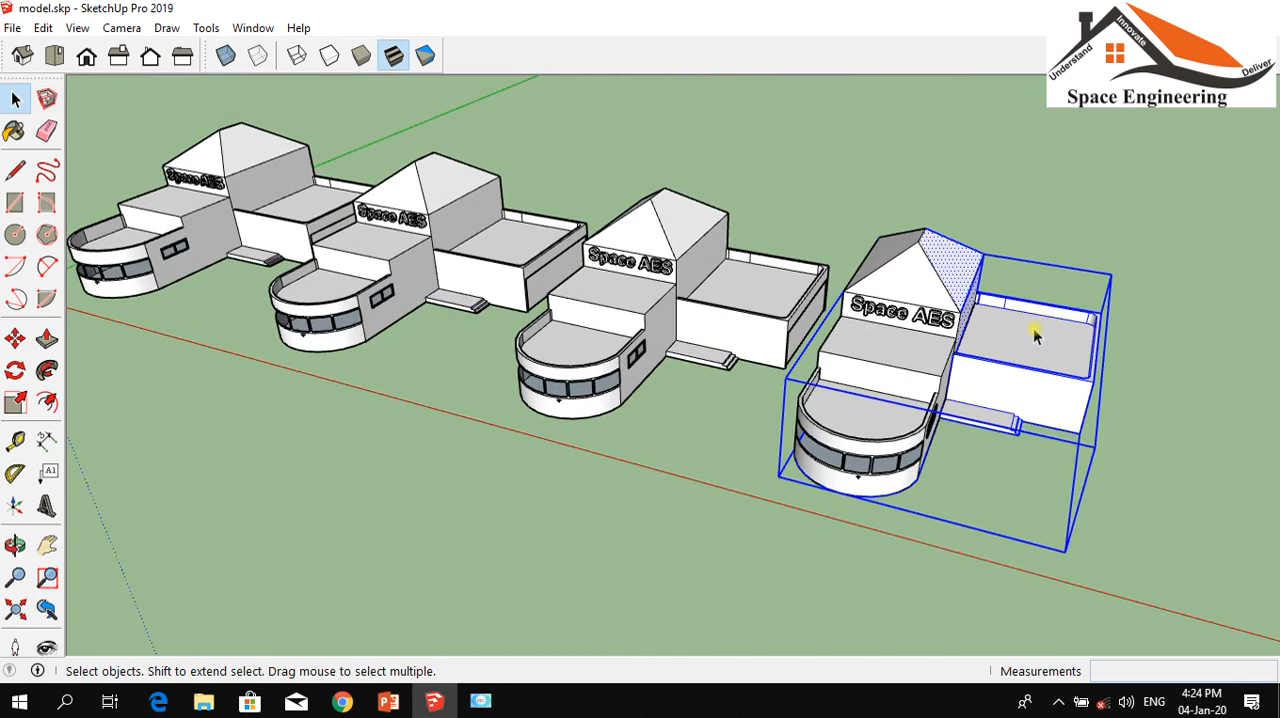 model.skp - SketchUp Pro 2019
File Edit View Camera Draw Tools Window Help
Understand Innovate Deliver
Space Engineering
Space AES
Space AES
Space AES
Space AES
A1
Select objects. Shift to extend select. Drag mouse to select multiple.
Measurements
ENG
4:24 PM
04-Jan-20